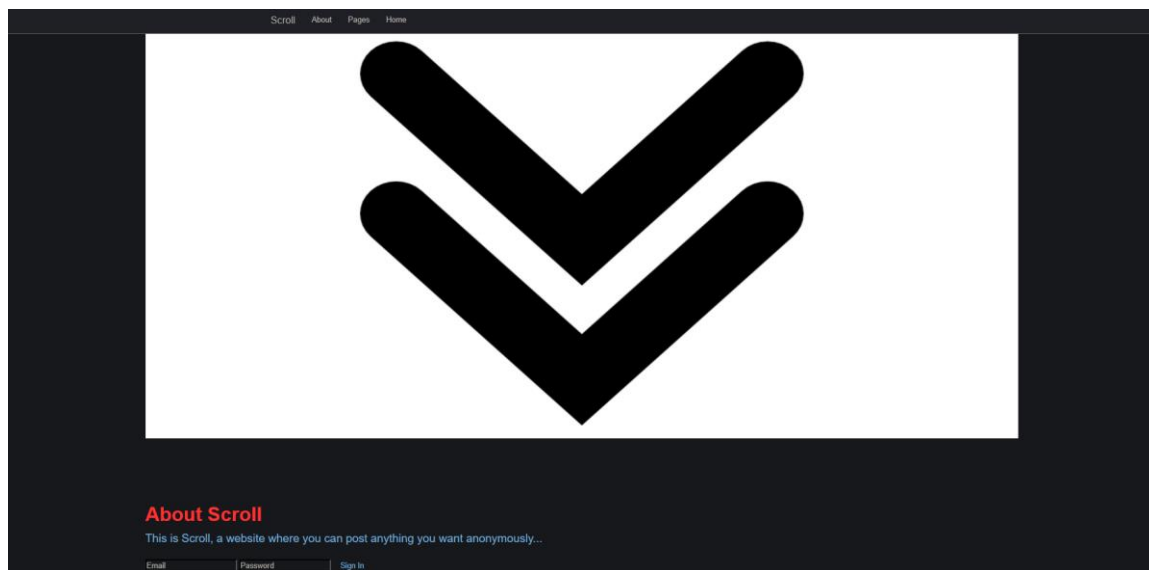 Scroll About Pages Home
About Scroll
This is Scroll, a website where you can post anything you want anonymously...
Email Password Sign In